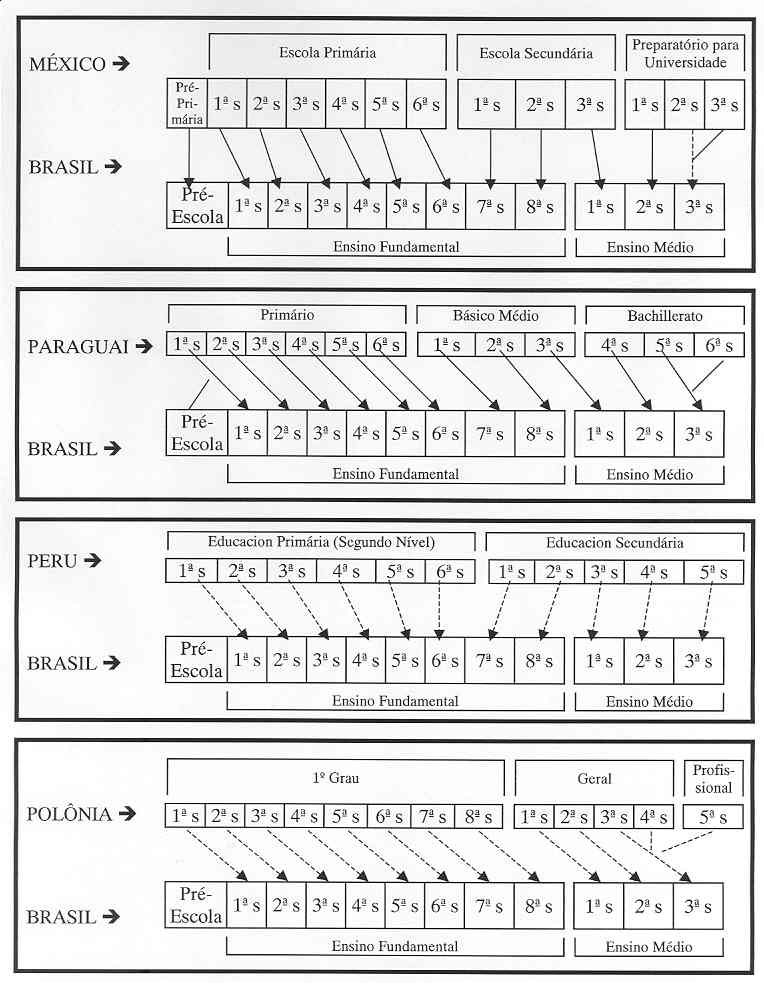 Escola Primária Escola Secundária Preparatório para Universidade
MÉXICO →
Pré-Pri-mária 1ª s 2ª s 3ª s 4ª s 5ª s 6ª s 1ª s 2ª s 3ª s 1ª s 2ª s 3ª s
BRASIL →
Pré-Escola 1ª s 2ª s 3ª s 4ª s 5ª s 6ª s 7ª s 8ª s 1ª s 2ª s 3ª s
Ensino Fundamental Ensino Médio
Primário Básico Médio Bachillerato
PARAGUAI → 1ª s 2ª s 3ª s 4ª s 5ª s 6ª s 1ª s 2ª s 3ª s 4ª s 5ª s 6ª s
BRASIL → Pré-Escola 1ª s 2ª s 3ª s 4ª s 5ª s 6ª s 7ª s 8ª s 1ª s 2ª s 3ª s
Ensino Fundamental Ensino Médio
Educacion Primária (Segundo Nível) Educacion Secundária
PERU → 1ª s 2ª s 3ª s 4ª s 5ª s 6ª s 1ª s 2ª s 3ª s 4ª s 5ª s
BRASIL → Pré-Escola 1ª s 2ª s 3ª s 4ª s 5ª s 6ª s 7ª s 8ª s 1ª s 2ª s 3ª s
Ensino Fundamental Ensino Médio
1º Grau Geral Profis-sional
POLÔNIA → 1ª s 2ª s 3ª s 4ª s 5ª s 6ª s 7ª s 8ª s 1ª s 2ª s 3ª s 4ª s 5ª s
BRASIL → Pré-Escola 1ª s 2ª s 3ª s 4ª s 5ª s 6ª s 7ª s 8ª s 1ª s 2ª s 3ª s
Ensino Fundamental Ensino Médio